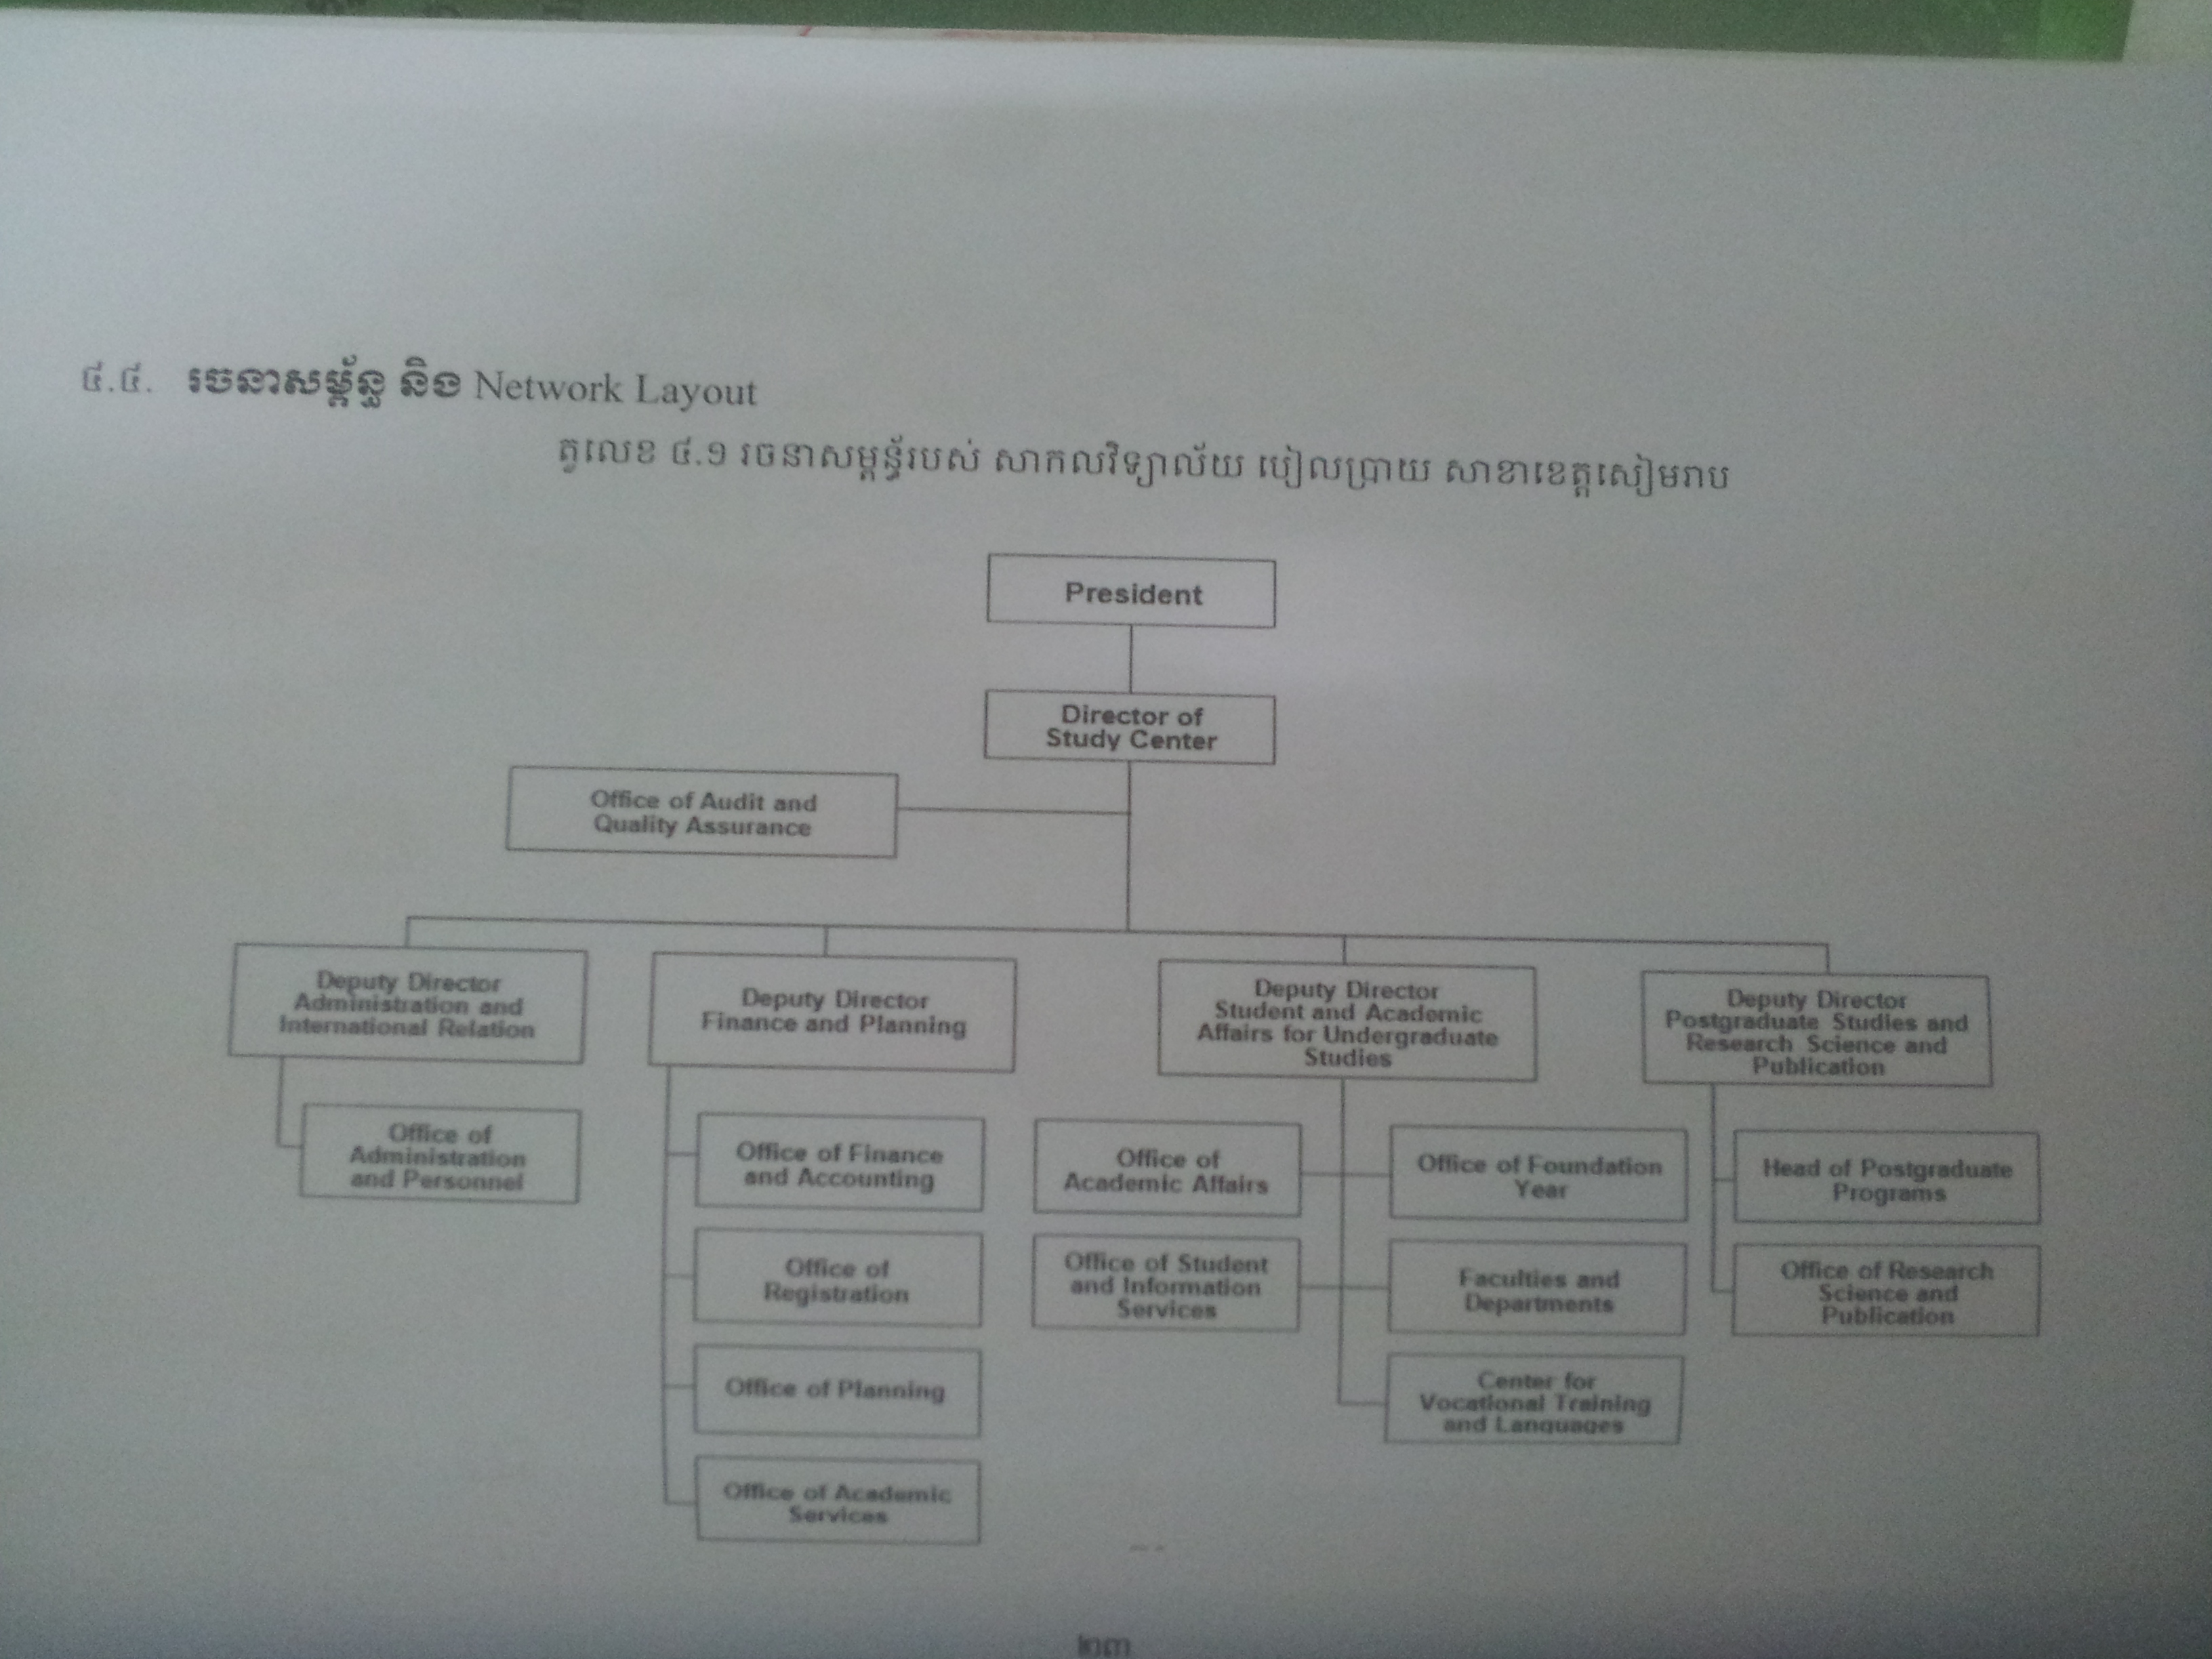 ៤.៤. រចនាសម្ព័ន្ធ និង Network Layout
តួលេខ ៤.១ រចនាសម្ពន្ធ័របស់ សាកលវិទ្យាល័យ បៀលប្រាយ សាខាខេត្តសៀមរាប
President
Director of
Study Center
Office of Audit and
Quality Assurance
Deputy Director
Administration and
International Relation
Deputy Director
Finance and Planning
Deputy Director
Student and Academic
Affairs for Undergraduate
Studies
Deputy Director
Postgraduate Studies and
Research Science and
Publication
Office of
Administration
and Personnel
Office of Finance
and Accounting
Office of
Registration
Office of Planning
Office of Academic
Services
Office of
Academic Affairs
Office of Student
and Information
Services
Office of Foundation
Year
Faculties and
Departments
Center for
Vocational Training
and Languages
Head of Postgraduate
Programs
Office of Research
Science and
Publication